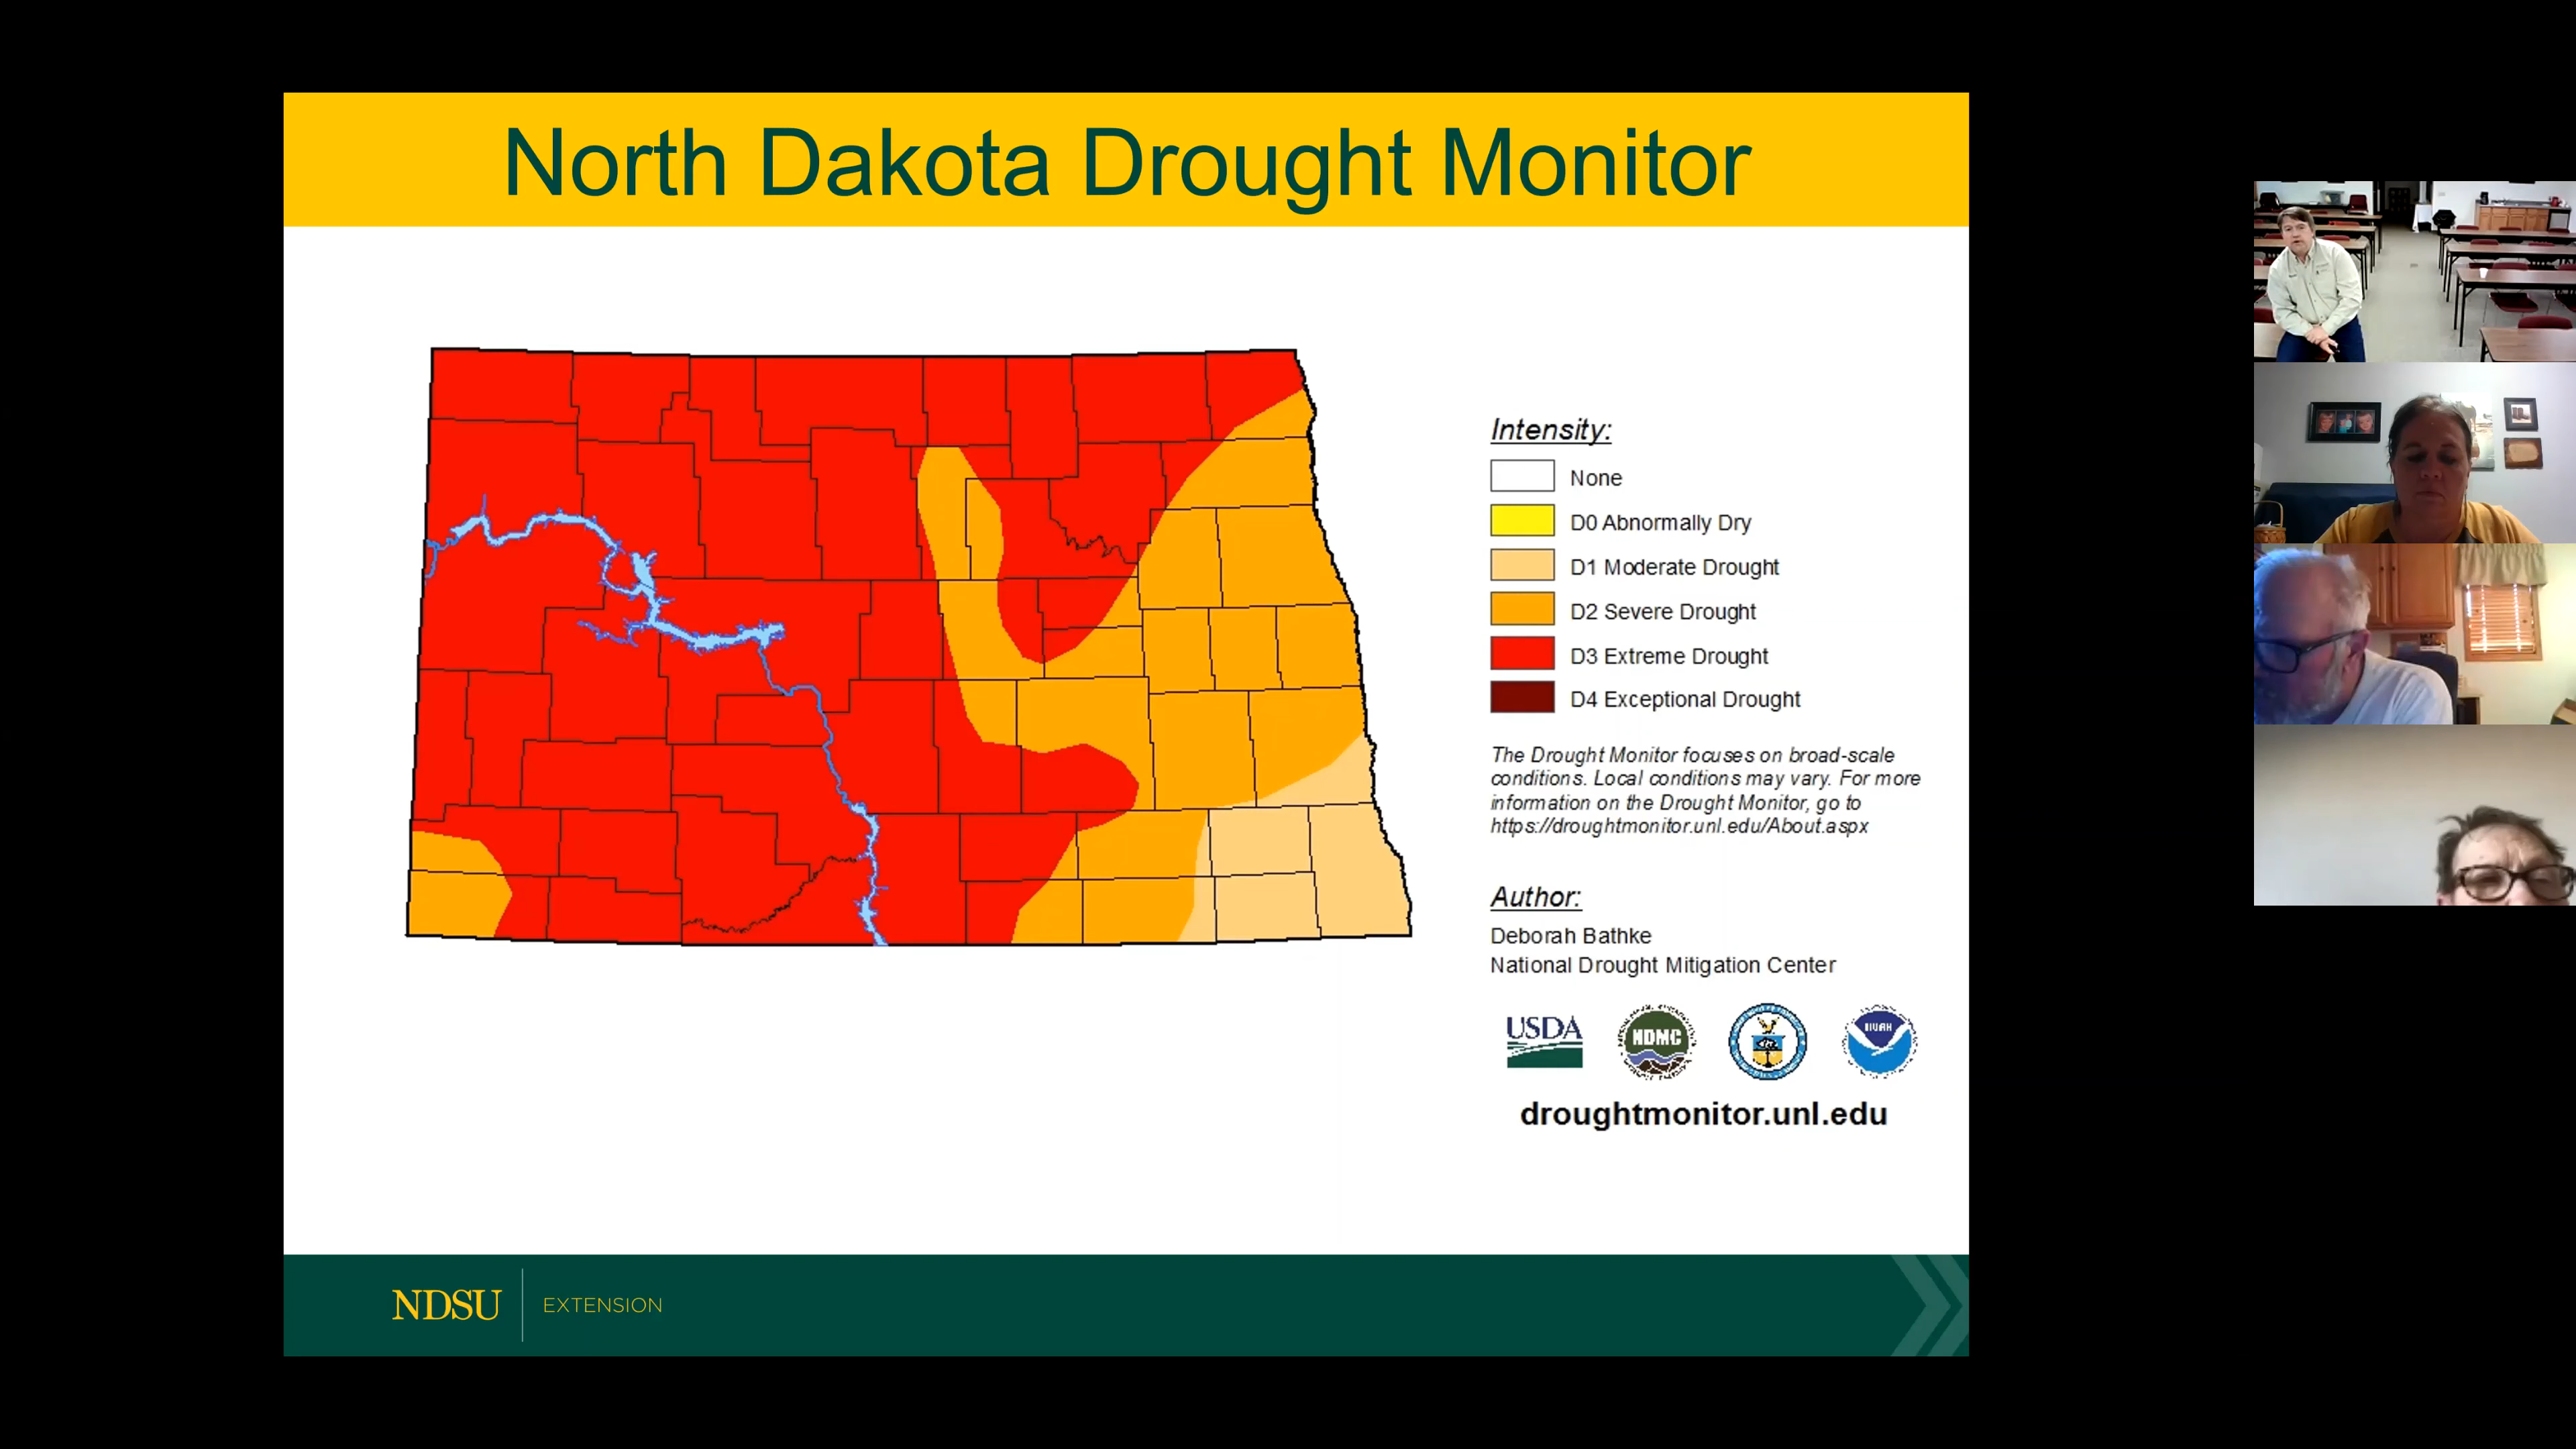 North Dakota Drought Monitor
Intensity:
None
D0 Abnormally Dry
D1 Moderate Drought
D2 Severe Drought
D3 Extreme Drought
D4 Exceptional Drought
The Drought Monitor focuses on broad-scale
conditions. Local conditions may vary. For more
information on the Drought Monitor, go to
https://droughtmonitor.unl.edu/About.aspx
Author:
Deborah Bathke
National Drought Mitigation Center
USDA
NDMC
droughtmonitor.unl.edu
NDSU
EXTENSION